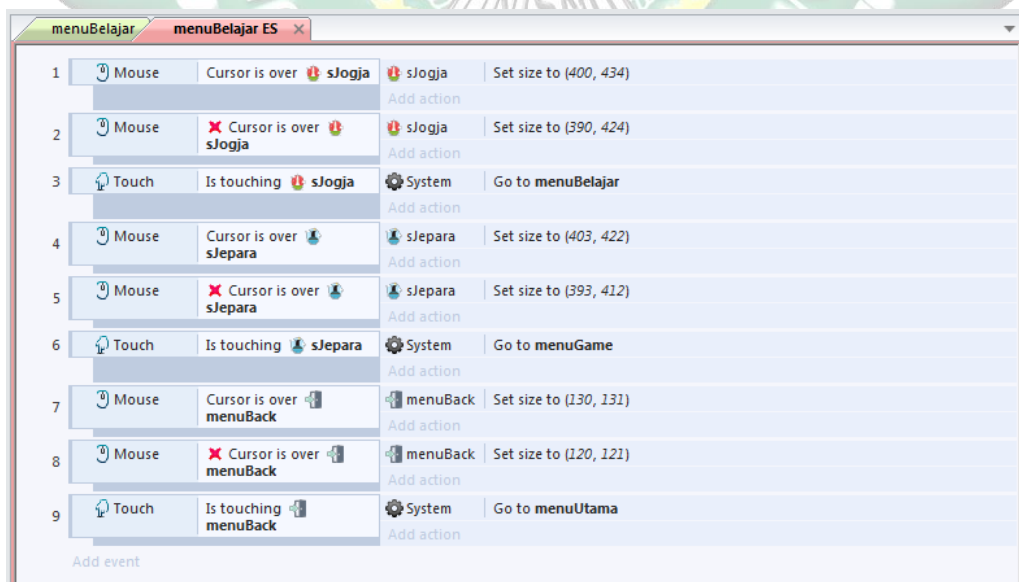 menuBelajar menuBelajar ES
1 Mouse Cursor is over sJogja sJogja Set size to (400, 434)
Add action
2 Mouse Cursor is over sJogja sJogja Set size to (390, 424)
Add action
3 Touch Is touching sJogja System Go to menuBelajar
Add action
4 Mouse Cursor is over sJepara sJepara Set size to (403, 422)
Add action
5 Mouse Cursor is over sJepara sJepara Set size to (393, 412)
Add action
6 Touch Is touching sJepara System Go to menuGame
Add action
7 Mouse Cursor is over menuBack menuBack Set size to (130, 131)
Add action
8 Mouse Cursor is over menuBack menuBack Set size to (120, 121)
Add action
9 Touch Is touching menuBack System Go to menuUtama
Add action
Add event